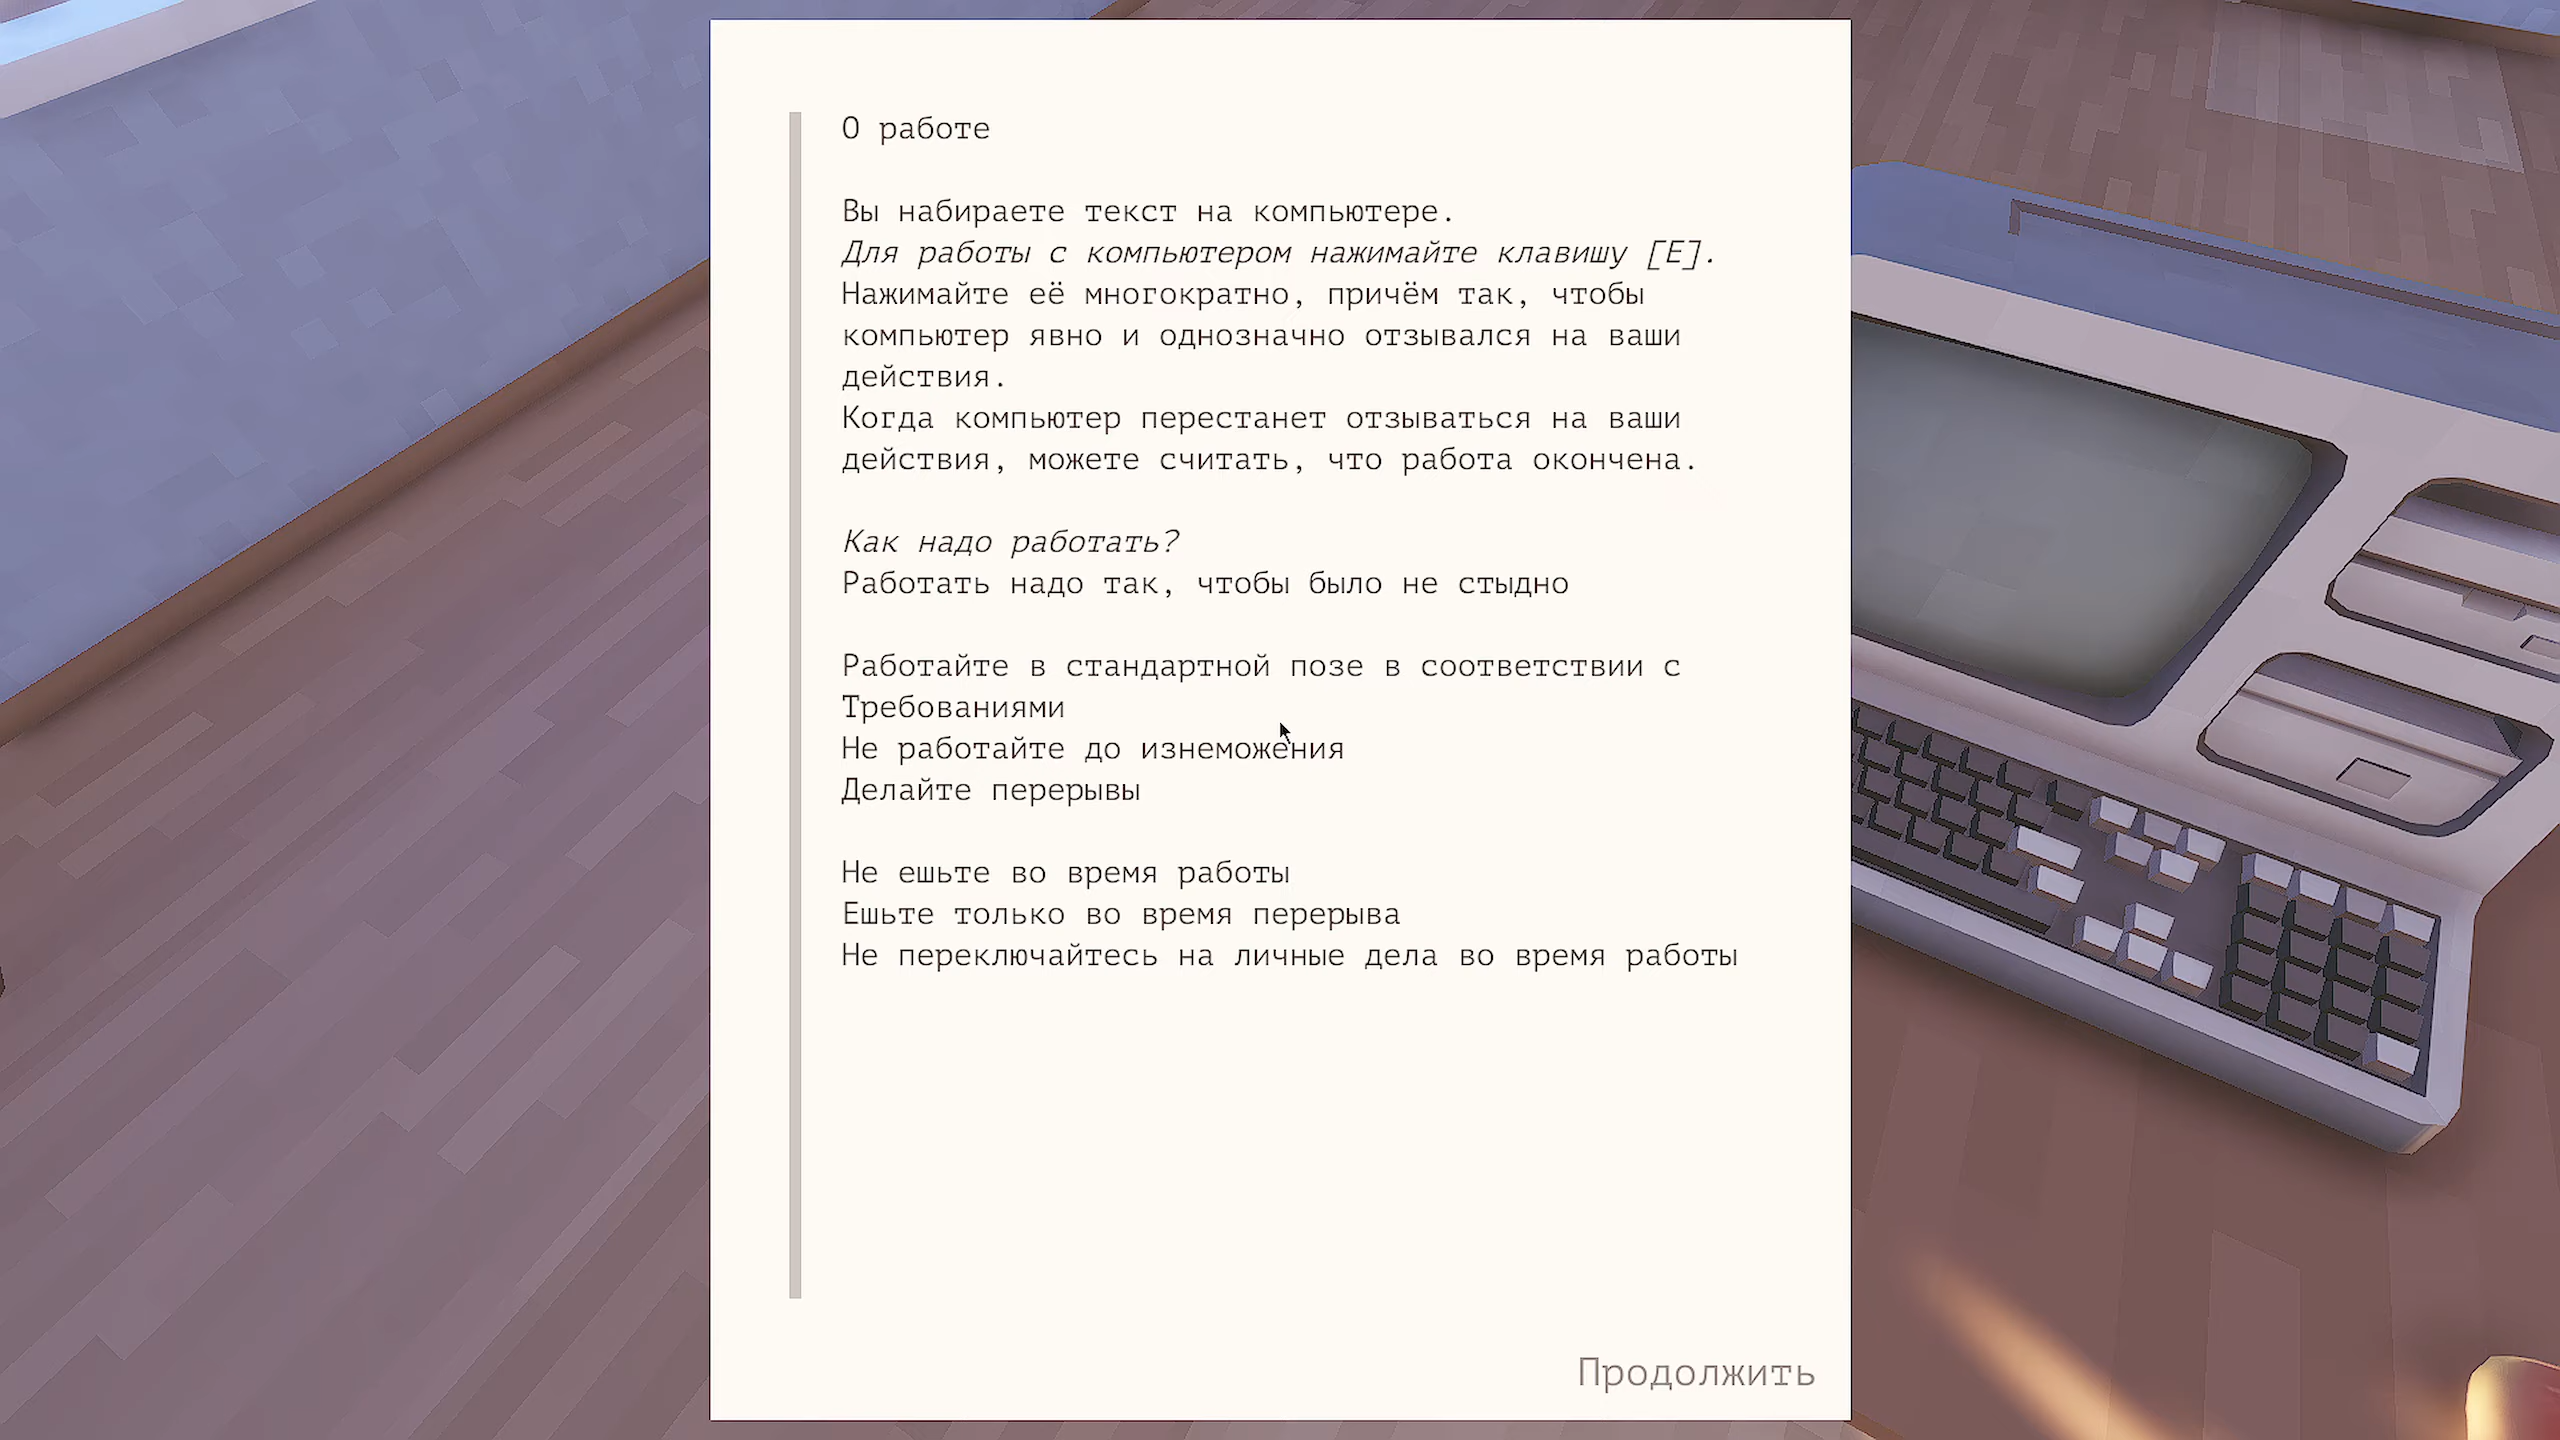 О работе
Вы набираете текст на компьютере.
Для работы с компьютером нажимайте клавишу [E].
Нажимайте её многократно, причём так, чтобы
компьютер явно и однозначно отзывался на ваши
действия.
Когда компьютер перестанет отзываться на ваши
действия, можете считать, что работа окончена.
Как надо работать?
Работать надо так, чтобы было не стыдно
Работайте в стандартной позе в соответствии с
Требованиями
Не работайте до изнеможения
Делайте перерывы
Не ешьте во время работы
Ешьте только во время перерыва
Не переключайтесь на личные дела во время работы
Продолжить